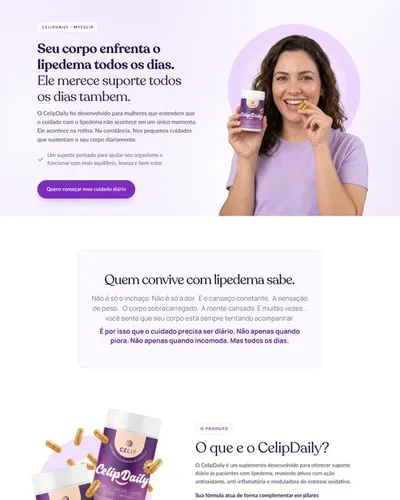 CELIPDAILY · MYCELIP
Seu corpo enfrenta o
lipedema todos os dias.
Ele merece suporte todos
os dias tambem.
O CelipDaily foi desenvolvido para mulheres que entendem que
o cuidado com o lipedema não acontece em um único momento.
Ele acontece na rotina. Na constância. Nos pequenos cuidados
que sustentam o seu corpo diariamente.
Um suporte pensado para ajudar seu organismo a
funcionar com mais equilíbrio, leveza e bem estar.
Quero começar meu cuidado diário
CelipDaily
Quem convive com lipedema sabe.
Não é só o inchaço. Não é só a dor. É o cansaço constante. A sensação
de peso. O corpo sobrecarregado. A mente cansada. E muitas vezes...
você sente que seu corpo está sempre tentando acompanhar.
É por isso que o cuidado precisa ser diário. Não apenas quando
piora. Não apenas quando incomoda. Mas todos os dias.
CELIP
CelipDaily
O PRODUTO
O que e o CelipDaily?
O CelipDaily é um suplemento desenvolvido para oferecer suporte
diário às pacientes com lipedema, reunindo ativos com ação
antioxidante, anti-inflamatória e moduladora do estresse oxidativo.
Sua fórmula atua de forma complementar em pilares